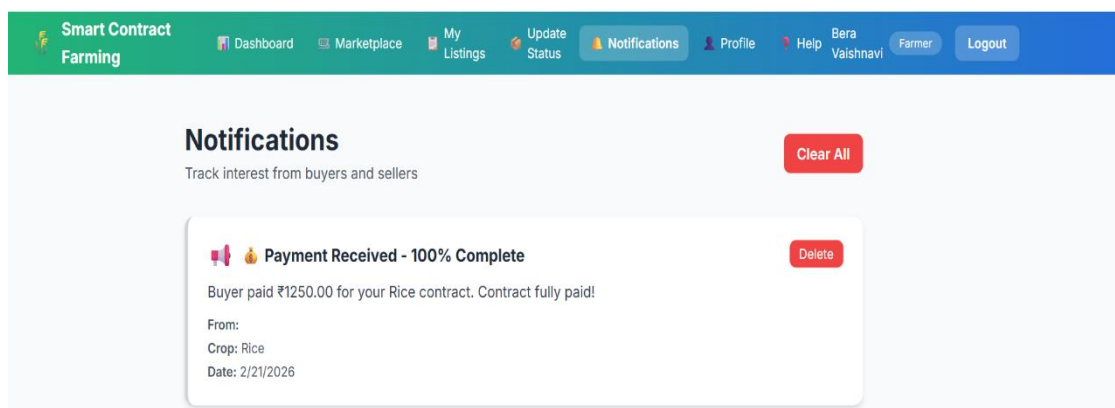 Smart Contract
Farming
Dashboard
Marketplace
My
Listings
Update
Status
Notifications
Profile
Help
Bera
Vaishnavi
Farmer
Logout
Notifications
Track interest from buyers and sellers
Clear All
Payment Received - 100% Complete
Delete
Buyer paid ₹1250.00 for your Rice contract. Contract fully paid!
From:
Crop: Rice
Date: 2/21/2026